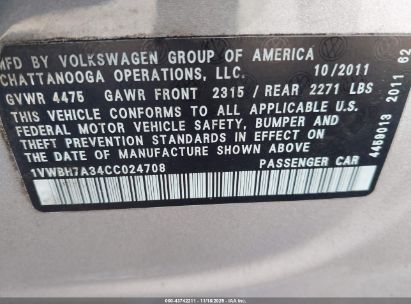 MFD BY VOLKSWAGEN GROUP OF AMERICA
CHATTANOOGA OPERATIONS, LLC. 10/2011
GVWR 4475 GAWR FRONT 2315 / REAR 2271 LBS
THIS VEHICLE CONFORMS TO ALL APPLICABLE U.S.
FEDERAL MOTOR VEHICLE SAFETY, BUMPER AND
THEFT PREVENTION STANDARDS IN EFFECT ON
THE DATE OF MANUFACTURE SHOWN ABOVE.
1VWBH7A34CC024708 PASSENGER CAR
4459013 2011 62